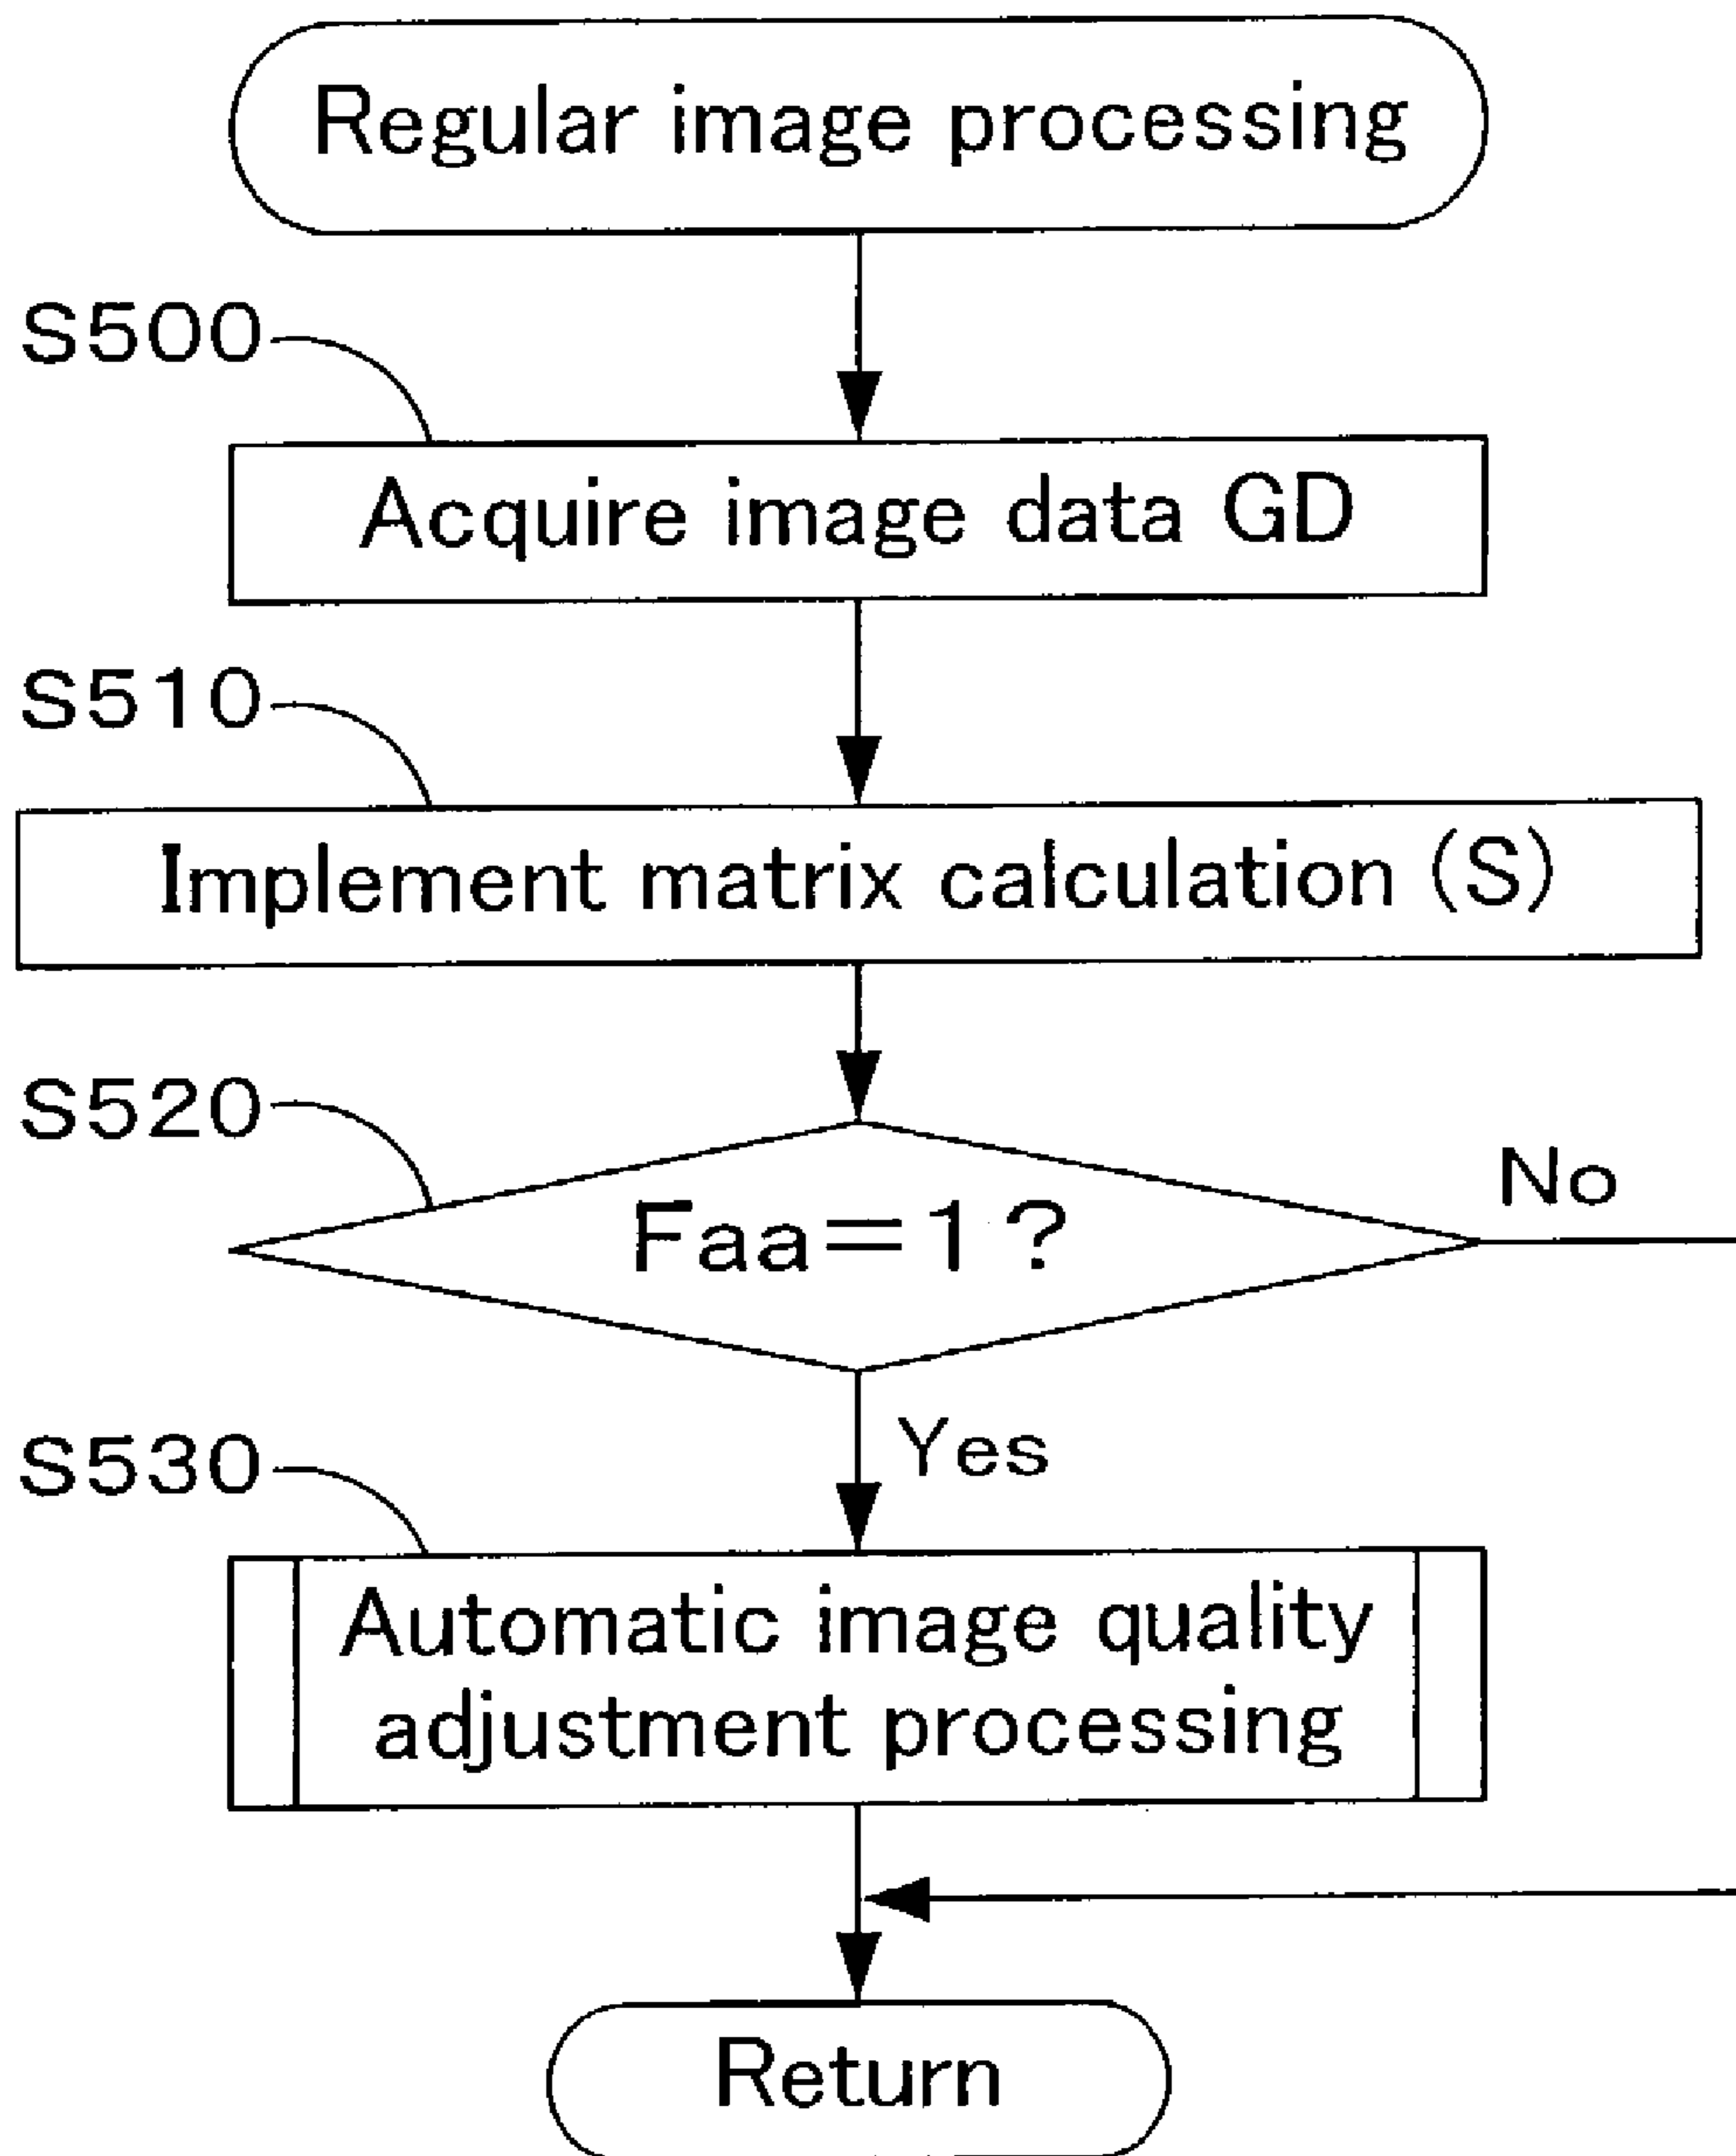 Regular image processing
S500
Acquire image data GD
S510
Implement matrix calculation (S)
S520
Faa=1?
No
Yes
S530
Automatic image quality
adjustment processing
Return